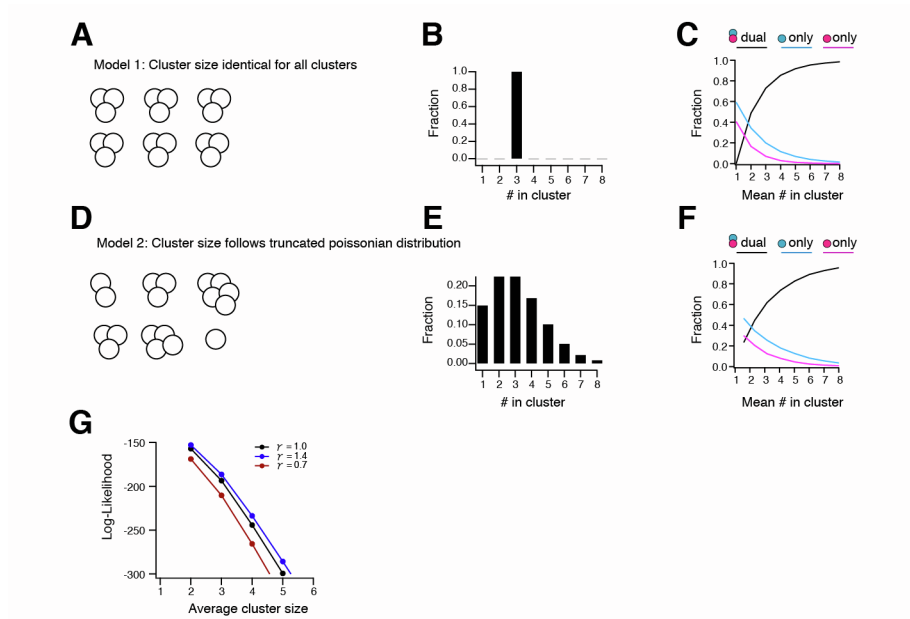 A
Model 1: Cluster size identical for all clusters
B
Fraction
1.0
0.8
0.6
0.4
0.2
0.0
1 2 3 4 5 6 7 8
# in cluster
C
dual only only
1.0
0.8
0.6
0.4
0.2
0.0
1 2 3 4 5 6 7 8
Mean # in cluster
D
Model 2: Cluster size follows truncated poissonian distribution
E
Fraction
0.20
0.15
0.10
0.05
0.00
1 2 3 4 5 6 7 8
# in cluster
F
dual only only
1.0
0.8
0.6
0.4
0.2
0.0
1 2 3 4 5 6 7 8
Mean # in cluster
G
Log-Likelihood
-150
-200
-250
-300
γ = 1.0
γ = 1.4
γ = 0.7
1 2 3 4 5 6
Average cluster size